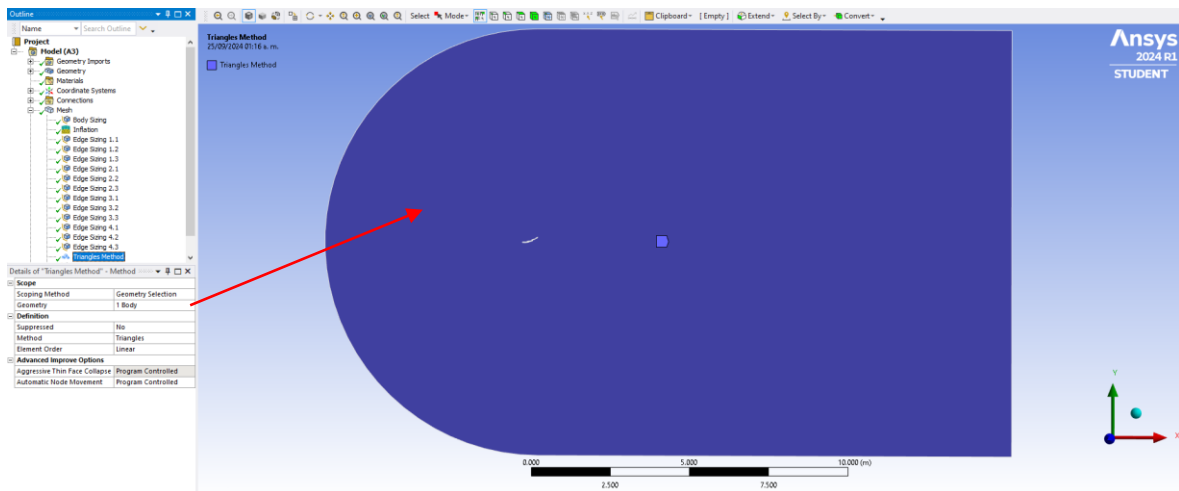 Outline
Name Search Outline
Project
Model (A3)
Geometry Imports
Geometry
Materials
Coordinate Systems
Connections
Mesh
Body Sizing
Inflation
Edge Sizing 1.1
Edge Sizing 1.2
Edge Sizing 1.3
Edge Sizing 2.1
Edge Sizing 2.2
Edge Sizing 2.3
Edge Sizing 3.1
Edge Sizing 3.2
Edge Sizing 3.3
Edge Sizing 4.1
Edge Sizing 4.2
Edge Sizing 4.3
Triangles Method
Details of "Triangles Method" - Method
Scope
Scoping Method Geometry Selection
Geometry 1 Body
Definition
Suppressed No
Method Triangles
Element Order Linear
Advanced Improve Options
Aggressive Thin Face Collapse Program Controlled
Automatic Node Movement Program Controlled
Select Mode Clipboard [ Empty ] Extend Select By Convert
Triangles Method
25/09/2024 01:16 a. m.
Triangles Method
Ansys
2024 R1
STUDENT
Y
X
0.000 5.000 10.000 (m)
2.500 7.500